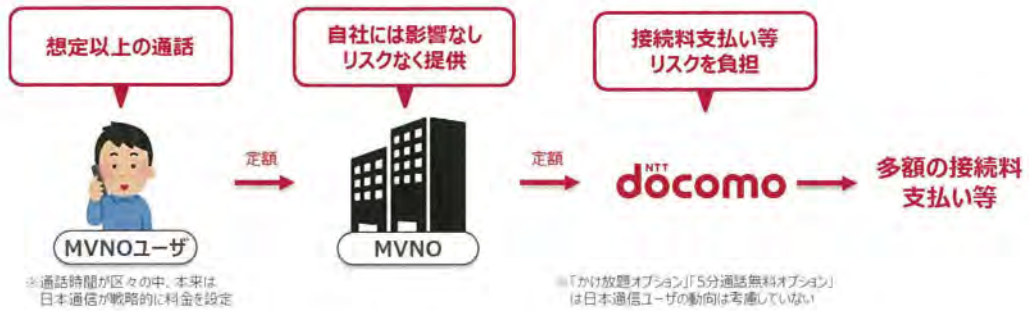 想定以上の通話
自社には影響なし
リスクなく提供
接続料支払い等
リスクを負担
定額
定額
NTT
döcomo
多額の接続料
支払い等
MVNOユーザ
MVNO
※通話時間が区々の中、本来は
日本通信が戦略的に料金を設定
※「かけ放題オプション」「5分通話無料オプション」
は日本通信ユーザの動向は考慮していない